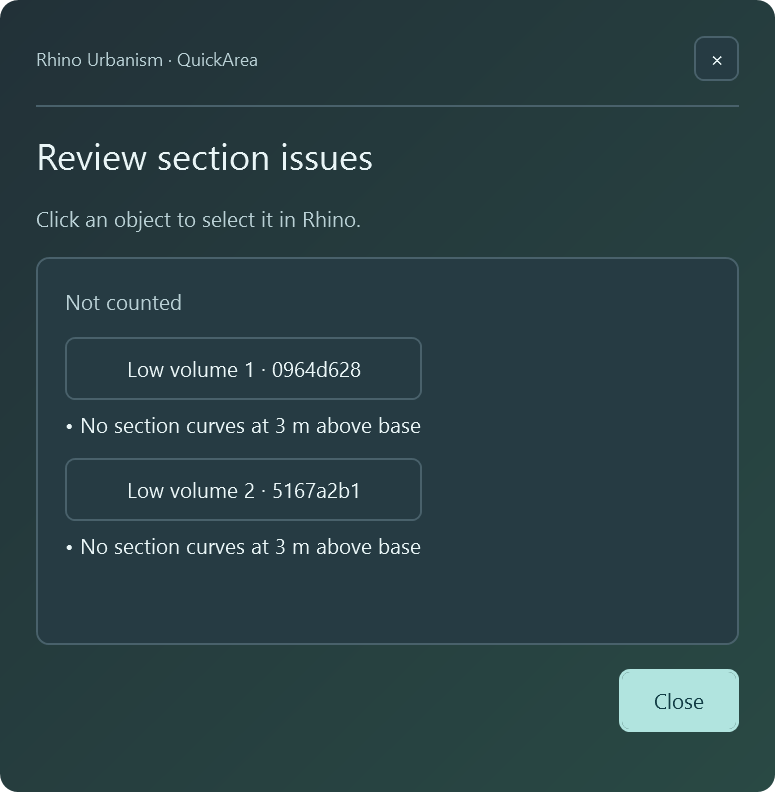 Rhino Urbanism · QuickArea
×
Review section issues
Click an object to select it in Rhino.
Not counted
Low volume 1 · 0964d628
• No section curves at 3 m above base
Low volume 2 · 5167a2b1
• No section curves at 3 m above base
Close